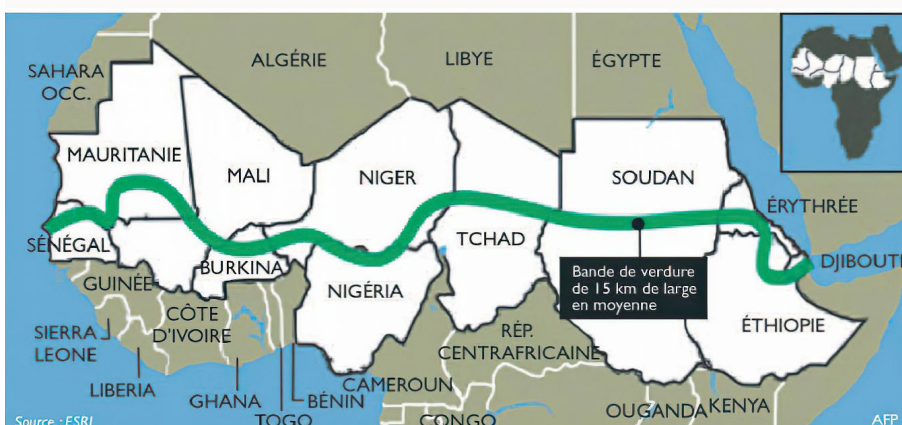 ALGÉRIE
LIBYE
ÉGYPTE
SAHARA
OCC.
MAURITANIE
MALI
NIGER
SOUDAN
ÉRYTHRÉE
SÉNÉGAL
TCHAD
DJIBOUTI
BURKINA
Bande de verdure
de 15 km de large
en moyenne
GUINÉE
NIGÉRIA
CÔTE
D'IVOIRE
ÉTHIOPIE
SIERRA
LEONE
RÉP.
CENTRAFRICAINE
LIBERIA
GHANA
TOGO
BÉNIN
CAMEROUN
CONGO
OUGANDA
KENYA
Source : ESRI
AFP